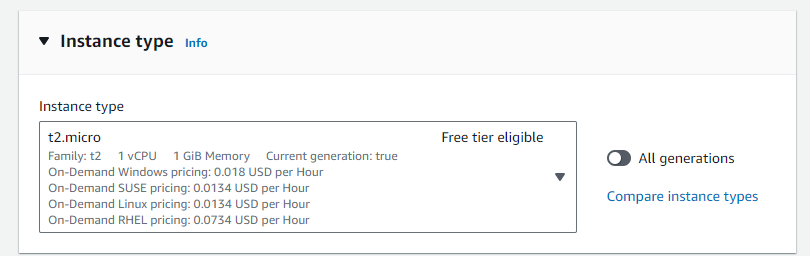 Instance type Info
Instance type
t2.micro Free tier eligible
Family: t2 1 vCPU 1 GiB Memory Current generation: true
On-Demand Windows pricing: 0.018 USD per Hour
On-Demand SUSE pricing: 0.0134 USD per Hour
On-Demand Linux pricing: 0.0134 USD per Hour
On-Demand RHEL pricing: 0.0734 USD per Hour
All generations
Compare instance types